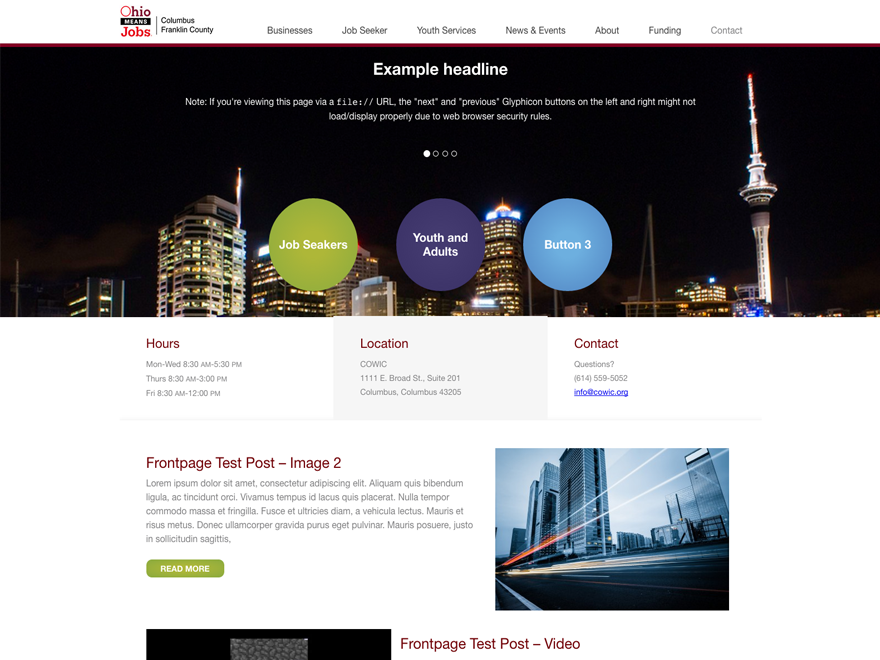 Ohio
MEANS
Jobs
Columbus
Franklin County
Businesses
Job Seeker
Youth Services
News & Events
About
Funding
Contact
Example headline
Note: If you're viewing this page via a file:// URL, the "next" and "previous" Glyphicon buttons on the left and right might not
load/display properly due to web browser security rules.
Job Seakers
Youth and
Adults
Button 3
Hours
Mon-Wed 8:30 AM-5:30 PM
Thurs 8:30 AM-3:00 PM
Fri 8:30 AM-12:00 PM
Location
COWIC
1111 E. Broad St., Suite 201
Columbus, Columbus 43205
Contact
Questions?
(614) 559-5052
info@cowic.org
Frontpage Test Post – Image 2
Lorem ipsum dolor sit amet, consectetur adipiscing elit. Aliquam quis bibendum
ligula, ac tincidunt orci. Vivamus tempus id lacus quis placerat. Nulla tempor
commodo massa et fringilla. Fusce et ultricies diam, a vehicula lectus. Mauris et
risus metus. Donec ullamcorper gravida purus eget pulvinar. Mauris posuere, justo
in sollicitudin sagittis,
READ MORE
Frontpage Test Post – Video